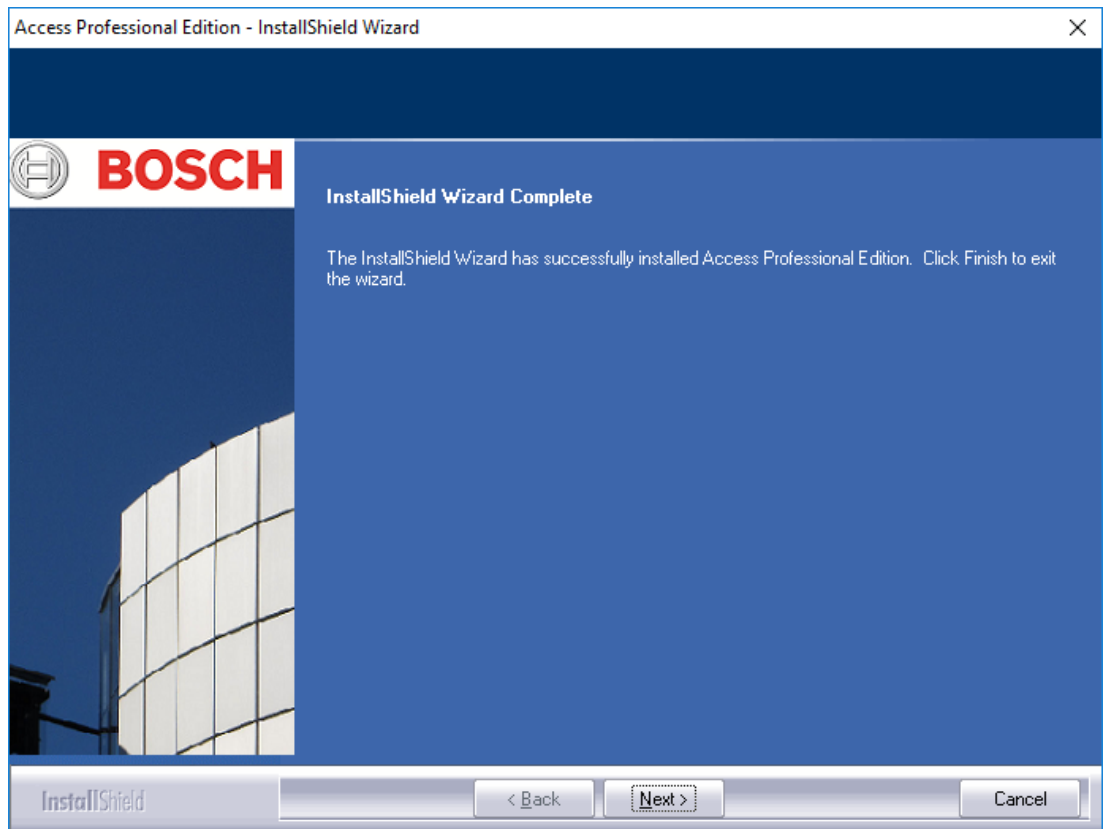 Access Professional Edition - InstallShield Wizard
BOSCH
InstallShield Wizard Complete
The InstallShield Wizard has successfully installed Access Professional Edition. Click Finish to exit
the wizard.
InstallShield
< Back
Next >
Cancel